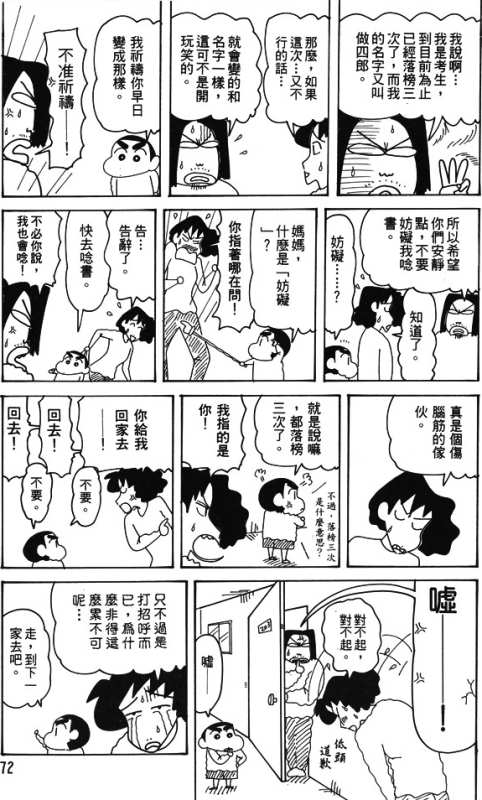 我說啊…
我是考生，
到目前為止
已經落榜三
次了，而我
的名字又叫
做四郎。
那麼，如果
這次…又不
行的話…
就會變的和
名字一樣，
這可不是開
玩笑的。
我祈禱你早日
變成那樣。
不准祈禱——！
所以希望
你們安靜
點，不要
妨礙我唸
書。
知道了。
妨礙……？
媽媽，
什麼是「妨礙
」？
你指著哪在問！
告…
告辭了。
快去唸書。
不必你說，
我也會唸！
真是個傷
腦筋的傢
伙。
就是說嘛
，都落榜
三次了。
不過，落榜三次
是什麼意思？
我指的是
你！
你給我
——回家去
回去！
不要。
回去！
不要。
噓——！
對不起，
對不起。
低頭
道歉
噓
只不過是
打招呼而
已，為什
麼非得這
麼累不可
呢…
走，到下一
家去吧。
72